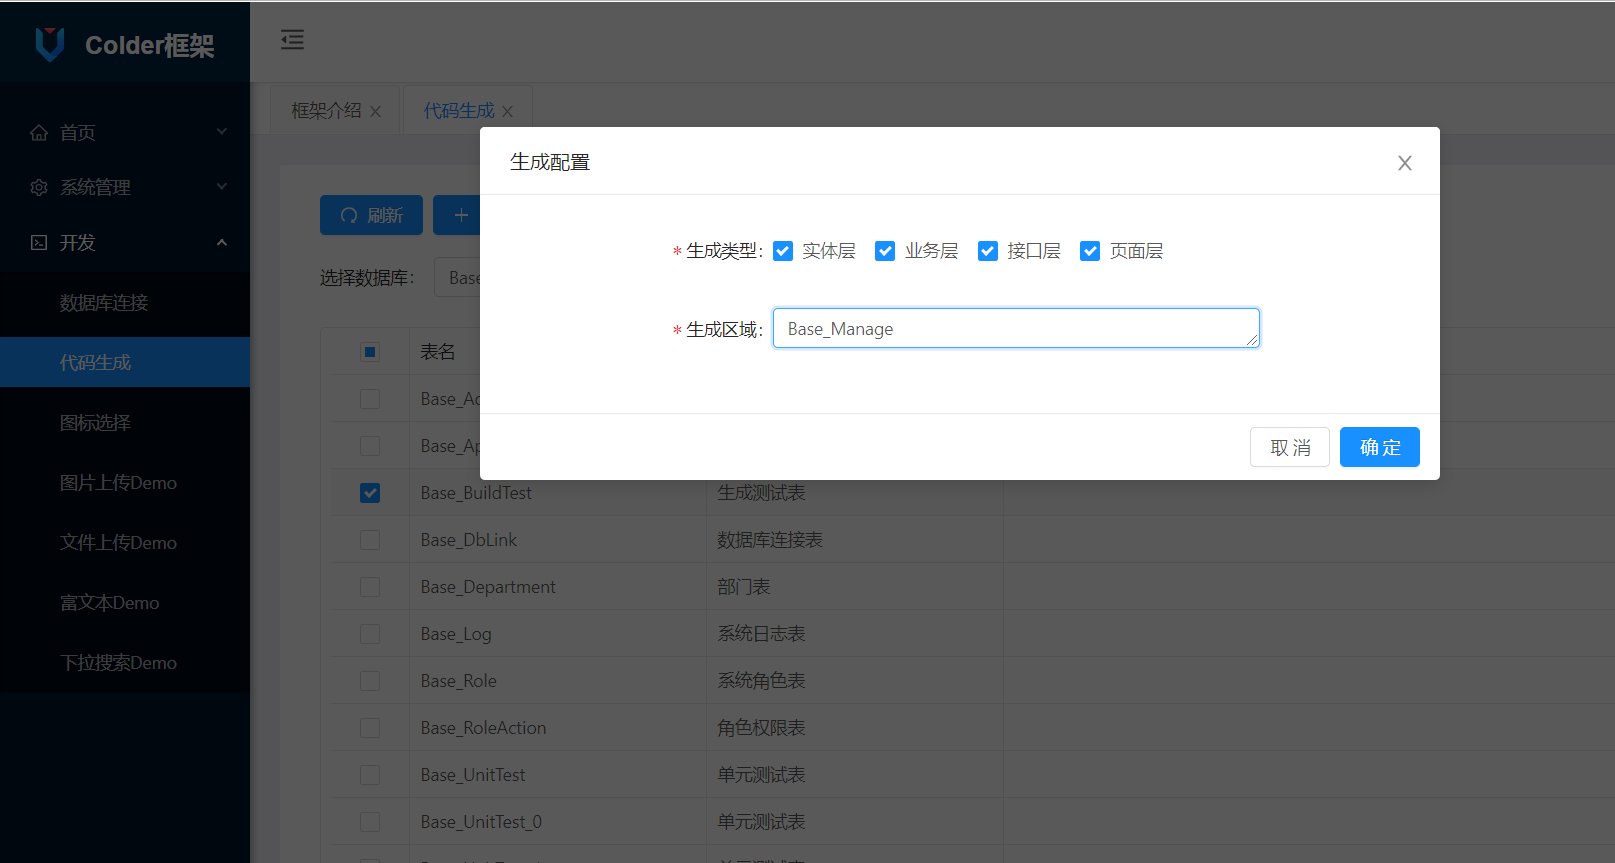 Colder框架
首页
系统管理
开发
数据库连接
代码生成
图标选择
图片上传Demo
文件上传Demo
富文本Demo
下拉搜索Demo
框架介绍
代码生成
刷新
选择数据库:
表名
Base_BuildTest 生成测试表
Base_DbLink 数据库连接表
Base_Department 部门表
Base_Log 系统日志表
Base_Role 系统角色表
Base_RoleAction 角色权限表
Base_UnitTest 单元测试表
Base_UnitTest_0 单元测试表
生成配置
* 生成类型: 实体层 业务层 接口层 页面层
* 生成区域: Base_Manage
取 消 确 定